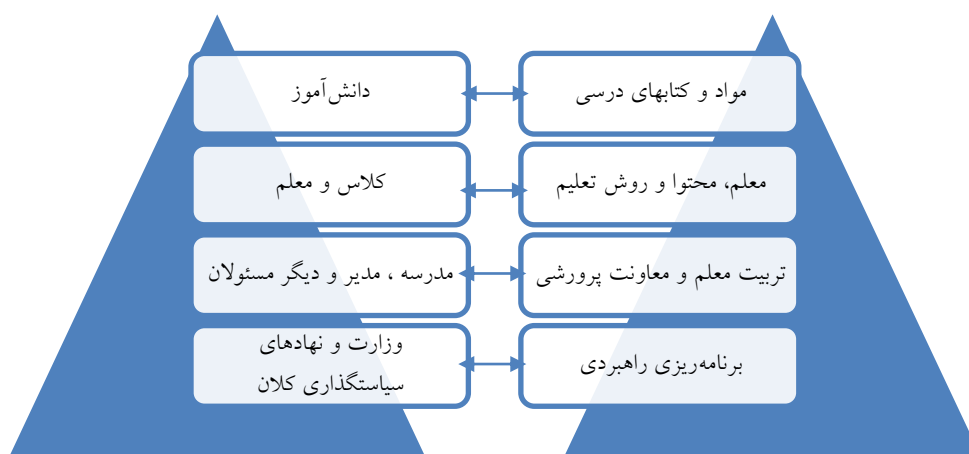 مواد و کتابهای درسی
دانش‌آموز
معلم، محتوا و روش تعلیم
کلاس و معلم
تربیت معلم و معاونت پرورشی
مدرسه ، مدیر و دیگر مسئولان
برنامه‌ریزی راهبردی
وزارت و نهادهای
سیاستگذاری کلان